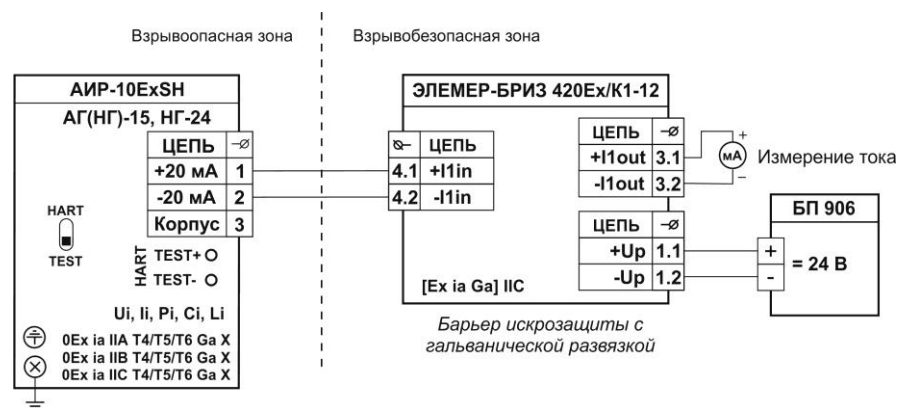 Взрывоопасная зона
Взрывобезопасная зона
АИР-10ExSH
АГ(НГ)-15, НГ-24
ЦЕПЬ
+20 мА 1
-20 мА 2
Корпус 3
HART
TEST
HART
TEST+
TEST-
Ui, Ii, Pi, Ci, Li
0Ex ia IIA T4/T5/T6 Ga X
0Ex ia IIB T4/T5/T6 Ga X
0Ex ia IIC T4/T5/T6 Ga X
ЭЛЕМЕР-БРИЗ 420Ex/К1-12
ЦЕПЬ
4.1 +I1in
4.2 -I1in
ЦЕПЬ
+I1out 3.1
-I1out 3.2
ЦЕПЬ
+Up 1.1
-Up 1.2
[Ex ia Ga] IIC
+
мА
–
Измерение тока
БП 906
+
-
= 24 В
Барьер искрозащиты с
гальванической развязкой